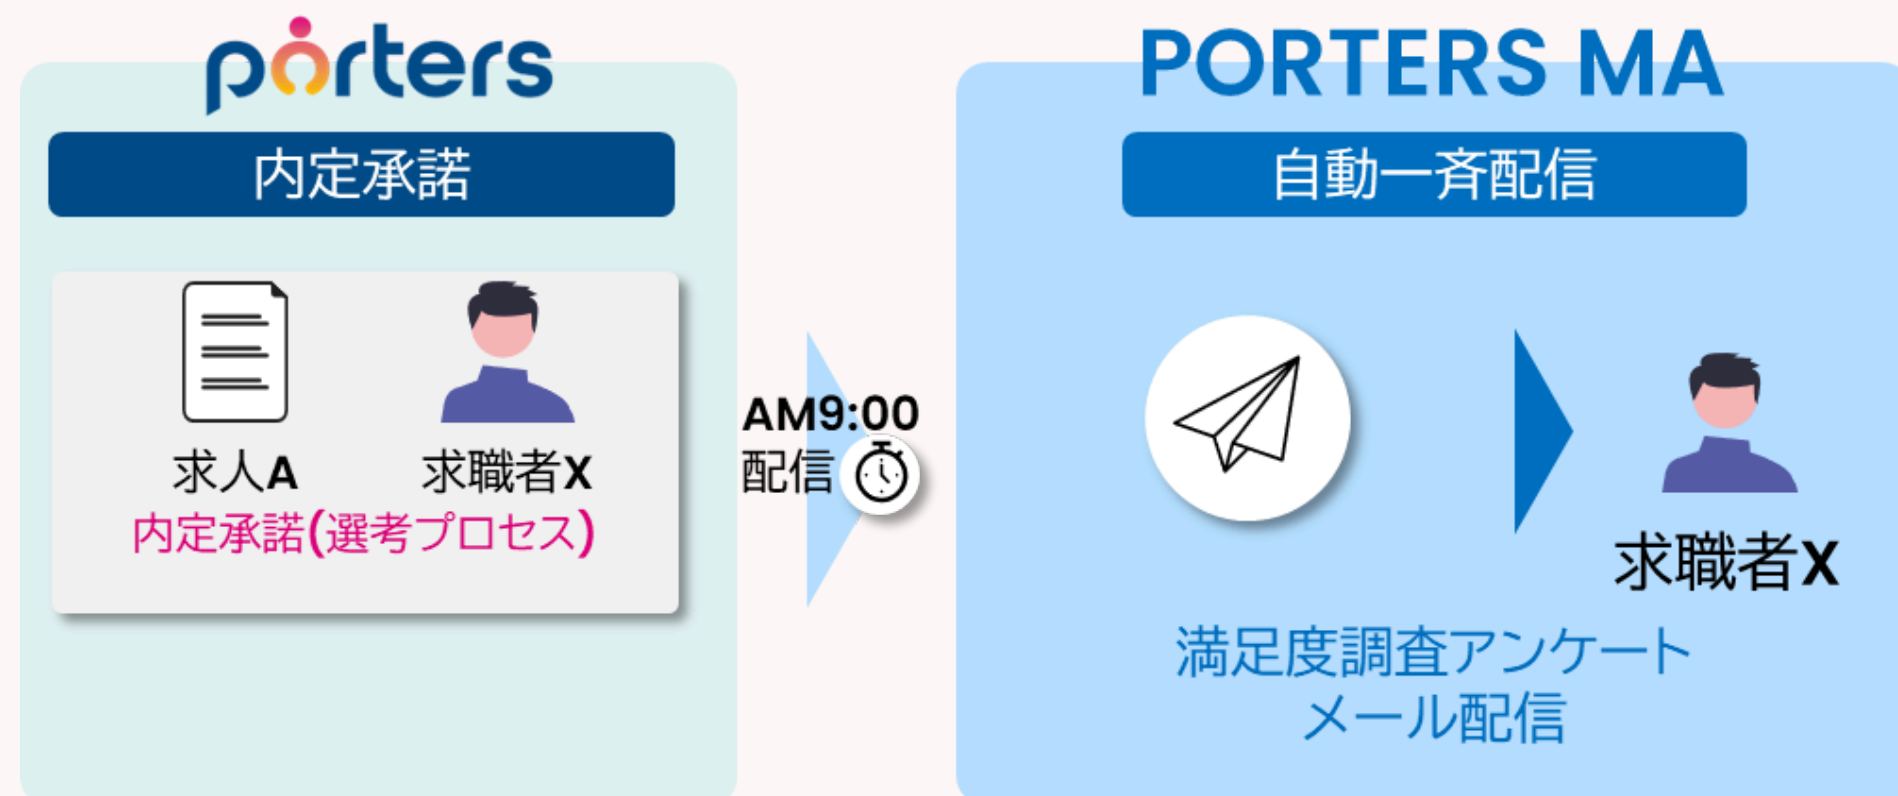 porters
内定承諾
求人A
求職者X
内定承諾(選考プロセス)
AM9:00
配信
PORTERS MA
自動一斉配信
求職者X
満足度調査アンケート
メール配信